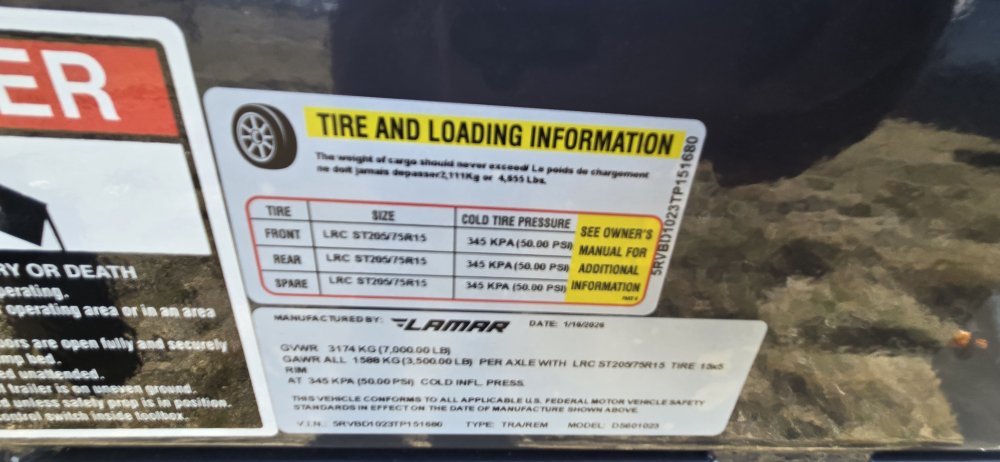 ER
RY OR DEATH
perating.
operating area or in an area
ors are open fully and securely
mp bed.
ed unattended.
trailer is on uneven ground.
d unless safety prop is in position.
control switch inside toolbox.
TIRE AND LOADING INFORMATION
The weight of cargo should never exceed/ Le poids de chargement
ne doit jamais depasser2,111Kg or 4,655 Lbs.
TIRE SIZE COLD TIRE PRESSURE
FRONT LRC ST205/75R15 345 KPA (50.00 PSI)
REAR LRC ST205/75R15 345 KPA (50.00 PSI)
SPARE LRC ST205/75R15 345 KPA (50.00 PSI)
SEE OWNER'S
MANUAL FOR
ADDITIONAL
INFORMATION
5RVBD1023TP151680
MANUFACTURED BY: LAMAR DATE: 1/16/2026
GVWR 3174 KG (7,000.00 LB)
GAWR ALL 1588 KG (3,500.00 LB) PER AXLE WITH LRC ST205/75R15 TIRE 15x5
RIM
AT 345 KPA (50.00 PSI) COLD INFL. PRESS.
THIS VEHICLE CONFORMS TO ALL APPLICABLE U.S. FEDERAL MOTOR VEHICLE SAFETY
STANDARDS IN EFFECT ON THE DATE OF MANUFACTURE SHOWN ABOVE.
V.I.N.: 5RVBD1023TP151680 TYPE: TRA/REM MODEL: D5601023